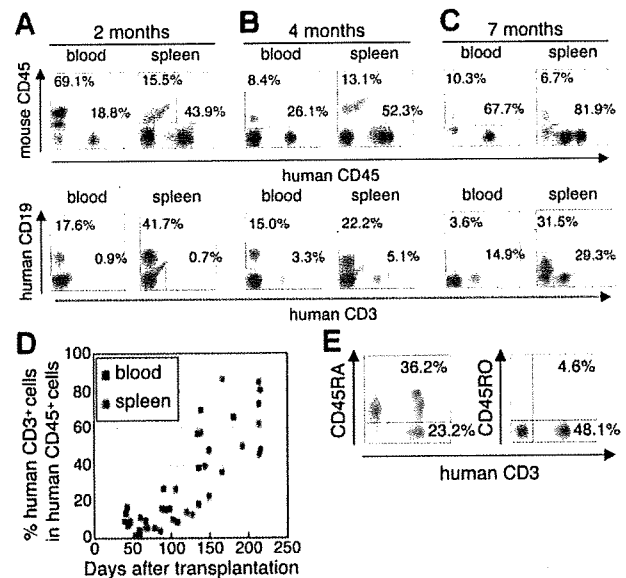 A B C
2 months 4 months 7 months
blood spleen blood spleen blood spleen
69.1% 15.5% 8.4% 13.1% 10.3% 6.7%
18.8% 43.9% 26.1% 52.3% 67.7% 81.9%
mouse CD45
human CD45
blood spleen blood spleen blood spleen
17.6% 41.7% 15.0% 22.2% 3.6% 31.5%
0.9% 0.7% 3.3% 5.1% 14.9% 29.3%
human CD19
human CD3
D
% human CD3+ cells
in human CD45+ cells
100
80
60
40
20
0
blood
spleen
0 50 100 150 200 250
Days after transplantation
E
CD45RA
36.2%
23.2%
CD45RO
4.6%
48.1%
human CD3